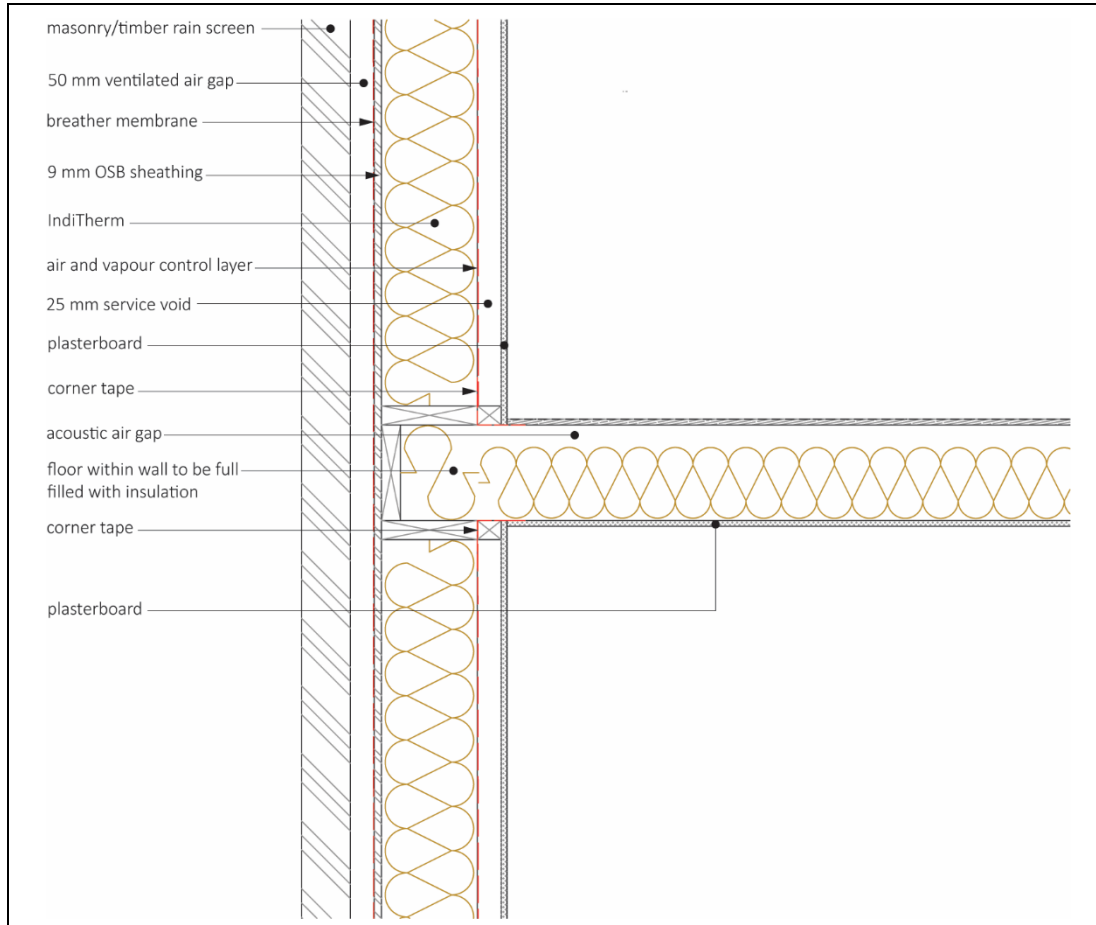 masonry/timber rain screen
50 mm ventilated air gap
breather membrane
9 mm OSB sheathing
IndiTherm
air and vapour control layer
25 mm service void
plasterboard
corner tape
acoustic air gap
floor within wall to be full
filled with insulation
corner tape
plasterboard